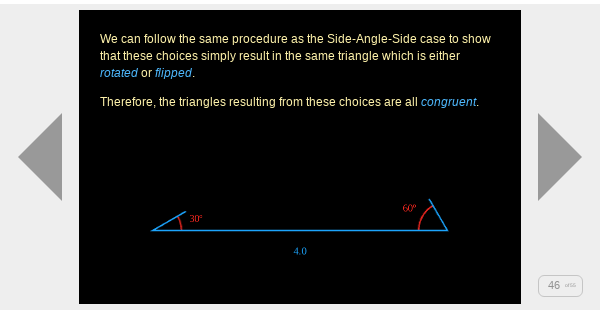 We can follow the same procedure as the Side-Angle-Side case to show
that these choices simply result in the same triangle which is either
rotated or flipped.
Therefore, the triangles resulting from these choices are all congruent.
30°
60°
4.0
46